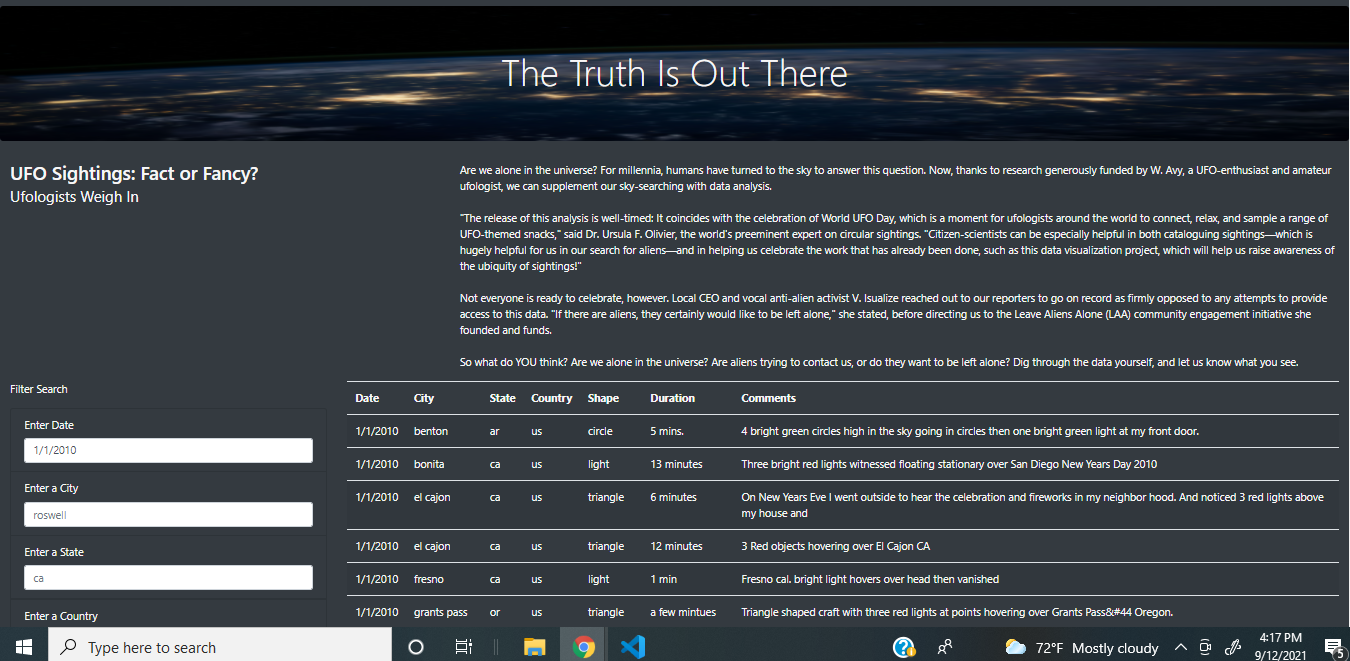 The Truth Is Out There
UFO Sightings: Fact or Fancy?
Ufologists Weigh In
Are we alone in the universe? For millennia, humans have turned to the sky to answer this question. Now, thanks to research generously funded by W. Avy, a UFO-enthusiast and amateur
ufologist, we can supplement our sky-searching with data analysis.
"The release of this analysis is well-timed: It coincides with the celebration of World UFO Day, which is a moment for ufologists around the world to connect, relax, and sample a range of
UFO-themed snacks," said Dr. Ursula F. Olivier, the world's preeminent expert on circular sightings. "Citizen-scientists can be especially helpful in both cataloguing sightings—which is
hugely helpful for us in our search for aliens—and in helping us celebrate the work that has already been done, such as this data visualization project, which will help us raise awareness of
the ubiquity of sightings!"
Not everyone is ready to celebrate, however. Local CEO and vocal anti-alien activist V. Isualize reached out to our reporters to go on record as firmly opposed to any attempts to provide
access to this data. "If there are aliens, they certainly would like to be left alone," she stated, before directing us to the Leave Aliens Alone (LAA) community engagement initiative she
founded and funds.
So what do YOU think? Are we alone in the universe? Are aliens trying to contact us, or do they want to be left alone? Dig through the data yourself, and let us know what you see.
Filter Search
Enter Date
1/1/2010
Enter a City
roswell
Enter a State
ca
Enter a Country
Date City State Country Shape Duration Comments
1/1/2010 benton ar us circle 5 mins. 4 bright green circles high in the sky going in circles then one bright green light at my front door.
1/1/2010 bonita ca us light 13 minutes Three bright red lights witnessed floating stationary over San Diego New Years Day 2010
1/1/2010 el cajon ca us triangle 6 minutes On New Years Eve I went outside to hear the celebration and fireworks in my neighbor hood. And noticed 3 red lights above
my house and
1/1/2010 el cajon ca us triangle 12 minutes 3 Red objects hovering over El Cajon CA
1/1/2010 fresno ca us light 1 min Fresno cal. bright light hovers over head then vanished
1/1/2010 grants pass or us triangle a few mintues Triangle shaped craft with three red lights at points hovering over Grants Pass&#44 Oregon.
Type here to search
72°F Mostly cloudy
4:17 PM
9/12/2021
5